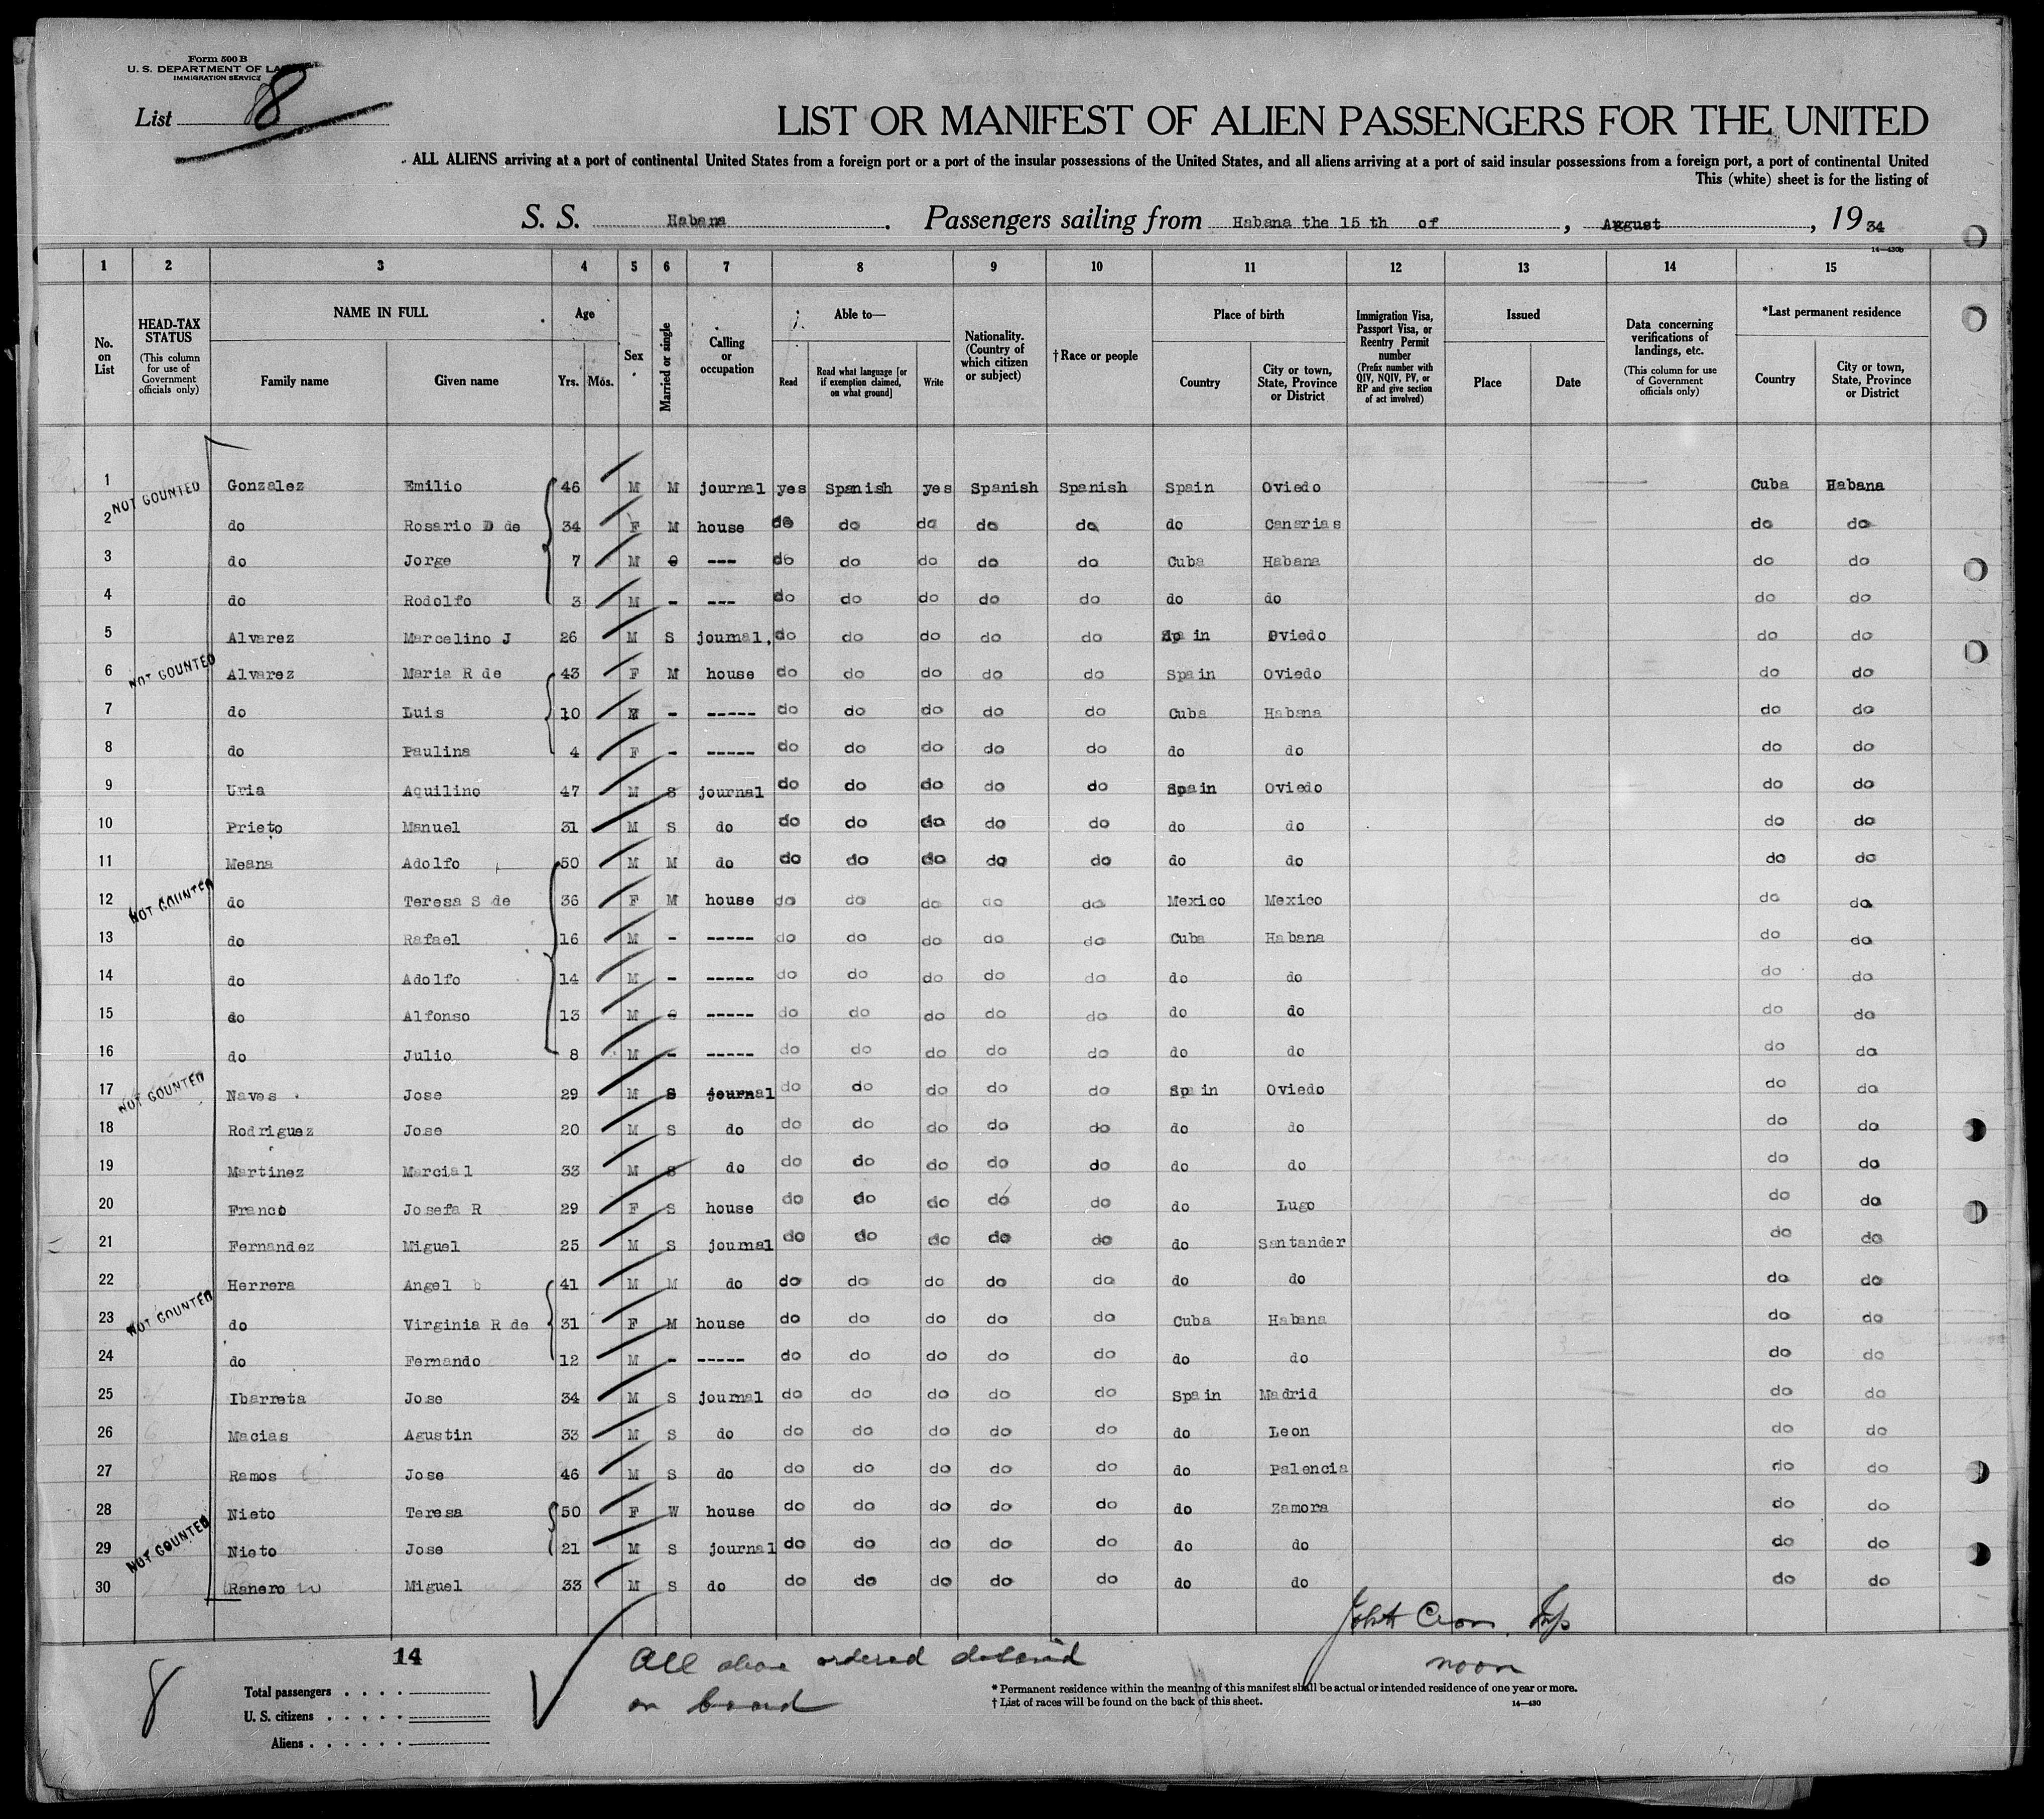 Form 500 B
U. S. DEPARTMENT OF LA
IMMIGRATION SERVICE
List 8
LIST OR MANIFEST OF ALIEN PASSENGERS FOR THE UNITED
ALL ALIENS arriving at a port of continental United States from a foreign port or a port of the insular possessions of the United States, and all aliens arriving at a port of said insular possessions from a foreign port, a port of continental United
This (white) sheet is for the listing of
S. S. Habana. Passengers sailing from Habana the 15 th of, August, 19 34
14—430b
1 2 3 4 5 6 7 8 9 10 11 12 13 14 15
No. on List
HEAD-TAX STATUS
(This column for use of Government officials only)
NAME IN FULL
Family name Given name
Age
Yrs. Mos.
Sex
Married or single
Calling or occupation
Able to—
Read
Read what language [or if exemption claimed, on what ground]
Write
Nationality. (Country of which citizen or subject)
†Race or people
Place of birth
Country
City or town, State, Province or District
Immigration Visa, Passport Visa, or Reentry Permit number
(Prefix number with QIV, NQIV, PV, or RP and give section of act involved)
Issued
Place Date
Data concerning verifications of landings, etc.
(This column for use of Government officials only)
*Last permanent residence
Country
City or town, State, Province or District
1 NOT COUNTED Gonzalez Emilio 46 M M journal yes Spanish yes Spanish Spanish Spain Oviedo Cuba Habana
2 do Rosario D de 34 F M house do do do do do do Canarias do do
3 do Jorge 7 M --- do do do do do Cuba Habana do do
4 do Rodolfo 3 M - --- do do do do do do do do do
5 Alvarez Marcelino J 26 M S journal, do do do do do Spain Oviedo do do
6 NOT COUNTED Alvarez Maria R de 43 F M house do do do do do Spain Oviedo do do
7 do Luis 10 M - ----- do do do do do Cuba Habana do do
8 do Paulina 4 F - ----- do do do do do do do do do
9 Uria Aquilino 47 M S journal do do do do do Spain Oviedo do do
10 Prieto Manuel 31 M S do do do do do do do do do do
11 Meana Adolfo 50 M M do do do do do do do do do do
12 NOT COUNTED do Teresa S de 36 F M house do do do do do Mexico Mexico do do
13 do Rafael 16 M - ----- do do do do do Cuba Habana do do
14 do Adolfo 14 M - ----- do do do do do do do do do
15 do Alfonso 13 M ----- do do do do do do do do do
16 do Julio 8 M - ----- do do do do do do do do do
17 NOT COUNTED Naves Jose 29 M S journal do do do do do Spain Oviedo do do
18 Rodriguez Jose 20 M S do do do do do do do do do do
19 Martinez Marcial 33 M S do do do do do do do do do do
20 Franco Josefa R 29 F S house do do do do do do Lugo do do
21 Fernandez Miguel 25 M S journal do do do do do do Santander do do
22 Herrera Angel b 41 M M do do do do do do do do do do
23 NOT COUNTED do Virginia R de 31 F M house do do do do do Cuba Habana do do
24 do Fernando 12 M - ----- do do do do do do do do do
25 Ibarreta Jose 34 M S journal do do do do do Spain Madrid do do
26 Macias Agustin 33 M S do do do do do do do Leon do do
27 Ramos Jose 46 M S do do do do do do do Palencia do do
28 Nieto Teresa 50 F W house do do do do do do Zamora do do
29 NOT COUNTED Nieto Jose 21 M S journal do do do do do do do do do
30 Ranero Miguel 33 M S do do do do do do do do do do
14
8
All above ordered detained
on board
noon
Total passengers
U. S. citizens
Aliens
* Permanent residence within the meaning of this manifest shall be actual or intended residence of one year or more.
† List of races will be found on the back of this sheet.
14—430